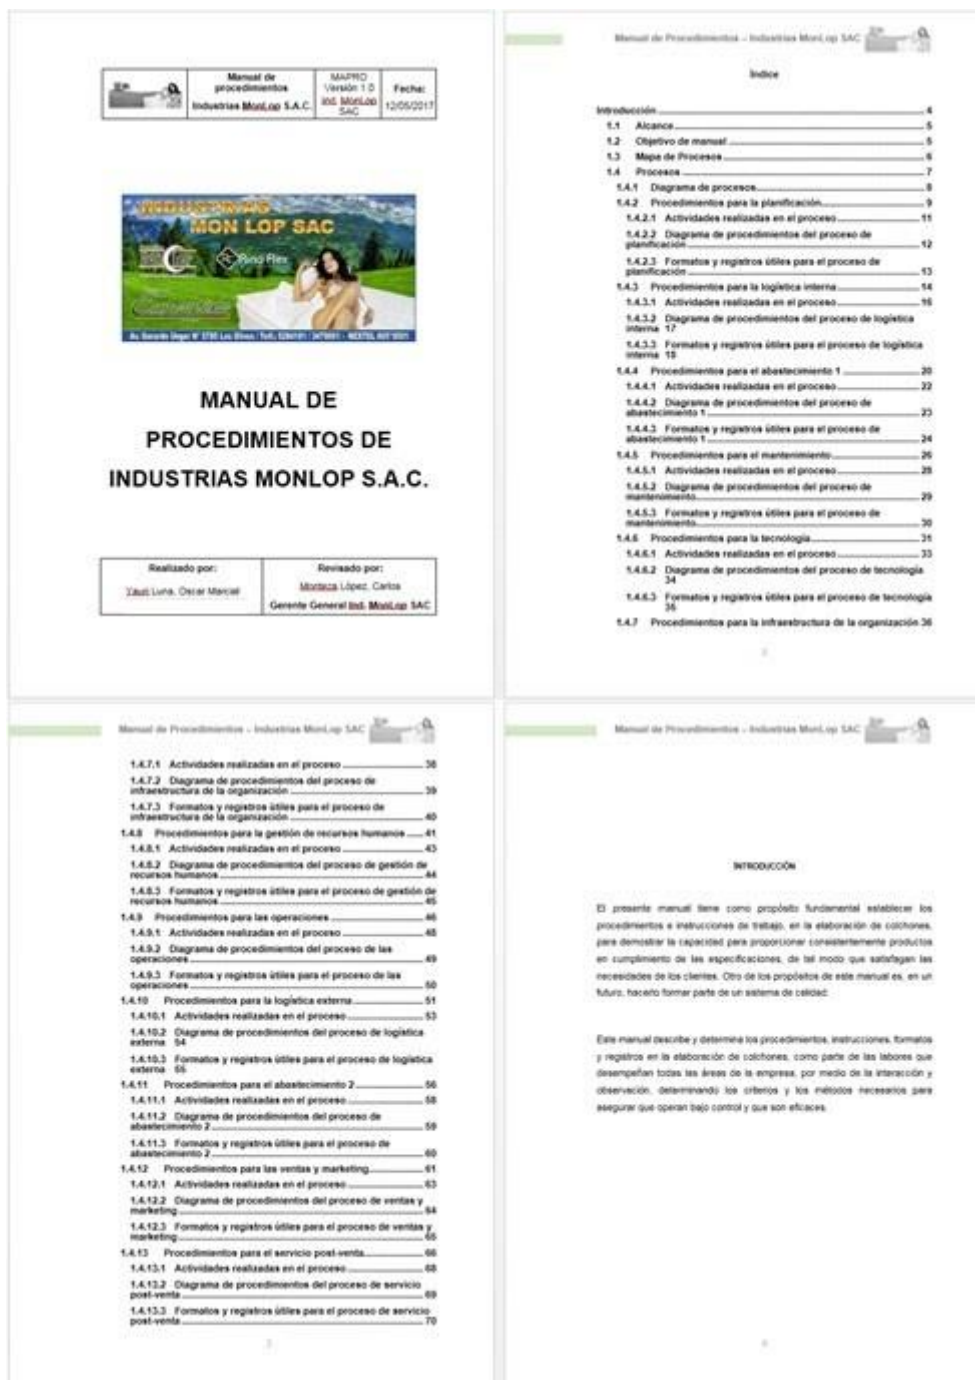 Manual de
procedimientos
Industrias MonLop S.A.C.
MAPRO
Versión 1.0
Ind. MonLop
SAC
Fecha:
12/05/2017
INDUSTRIAS
MON LOP SAC
Rino Flex
MANUAL DE
PROCEDIMIENTOS DE
INDUSTRIAS MONLOP S.A.C.
Realizado por:
Yauri Luna, Oscar Marcial
Revisado por:
Monteza López, Carlos
Gerente General Ind. MonLop SAC
Manual de Procedimientos – Industrias MonLop SAC
Índice
Introducción 4
1.1 Alcance 5
1.2 Objetivo de manual 5
1.3 Mapa de Procesos 6
1.4 Procesos 7
1.4.1 Diagrama de procesos 8
1.4.2 Procedimientos para la planificación 9
1.4.2.1 Actividades realizadas en el proceso 11
1.4.2.2 Diagrama de procedimientos del proceso de
planificación 12
1.4.2.3 Formatos y registros útiles para el proceso de
planificación 13
1.4.3 Procedimientos para la logística interna 14
1.4.3.1 Actividades realizadas en el proceso 16
1.4.3.2 Diagrama de procedimientos del proceso de logística
interna 17
1.4.3.3 Formatos y registros útiles para el proceso de logística
interna 18
1.4.4 Procedimientos para el abastecimiento 1 20
1.4.4.1 Actividades realizadas en el proceso 22
1.4.4.2 Diagrama de procedimientos del proceso de
abastecimiento 1 23
1.4.4.3 Formatos y registros útiles para el proceso de
abastecimiento 1 24
1.4.5 Procedimientos para el mantenimiento 26
1.4.5.1 Actividades realizadas en el proceso 28
1.4.5.2 Diagrama de procedimientos del proceso de
mantenimiento 29
1.4.5.3 Formatos y registros útiles para el proceso de
mantenimiento 30
1.4.6 Procedimientos para la tecnología 31
1.4.6.1 Actividades realizadas en el proceso 33
1.4.6.2 Diagrama de procedimientos del proceso de tecnología
34
1.4.6.3 Formatos y registros útiles para el proceso de tecnología
35
1.4.7 Procedimientos para la infraestructura de la organización 36
2
Manual de Procedimientos – Industrias MonLop SAC
1.4.7.1 Actividades realizadas en el proceso 38
1.4.7.2 Diagrama de procedimientos del proceso de
infraestructura de la organización 39
1.4.7.3 Formatos y registros útiles para el proceso de
infraestructura de la organización 40
1.4.8 Procedimientos para la gestión de recursos humanos 41
1.4.8.1 Actividades realizadas en el proceso 43
1.4.8.2 Diagrama de procedimientos del proceso de gestión de
recursos humanos 44
1.4.8.3 Formatos y registros útiles para el proceso de gestión de
recursos humanos 45
1.4.9 Procedimientos para las operaciones 46
1.4.9.1 Actividades realizadas en el proceso 48
1.4.9.2 Diagrama de procedimientos del proceso de las
operaciones 49
1.4.9.3 Formatos y registros útiles para el proceso de las
operaciones 50
1.4.10 Procedimientos para la logística externa 51
1.4.10.1 Actividades realizadas en el proceso 53
1.4.10.2 Diagrama de procedimientos del proceso de logística
externa 54
1.4.10.3 Formatos y registros útiles para el proceso de logística
externa 55
1.4.11 Procedimientos para el abastecimiento 2 56
1.4.11.1 Actividades realizadas en el proceso 58
1.4.11.2 Diagrama de procedimientos del proceso de
abastecimiento 2 59
1.4.11.3 Formatos y registros útiles para el proceso de
abastecimiento 2 60
1.4.12 Procedimientos para las ventas y marketing 61
1.4.12.1 Actividades realizadas en el proceso 63
1.4.12.2 Diagrama de procedimientos del proceso de ventas y
marketing 64
1.4.12.3 Formatos y registros útiles para el proceso de ventas y
marketing 65
1.4.13 Procedimientos para el servicio post-venta 66
1.4.13.1 Actividades realizadas en el proceso 68
1.4.13.2 Diagrama de procedimientos del proceso de servicio
post-venta 69
1.4.13.3 Formatos y registros útiles para el proceso de servicio
post-venta 70
3
Manual de Procedimientos – Industrias MonLop SAC
INTRODUCCIÓN
El presente manual tiene como propósito fundamental establecer los
procedimientos e instrucciones de trabajo, en la elaboración de colchones,
para demostrar la capacidad para proporcionar consistentemente productos
en cumplimiento de las especificaciones, de tal modo que satisfagan las
necesidades de los clientes. Otro de los propósitos de este manual es, en un
futuro, hacerlo formar parte de un sistema de calidad.
Este manual describe y determina los procedimientos, instrucciones, formatos
y registros en la elaboración de colchones, como parte de las labores que
desempeñan todas las áreas de la empresa, por medio de la interacción y
observación, determinando los criterios y los métodos necesarios para
asegurar que operan bajo control y que son eficaces.
4